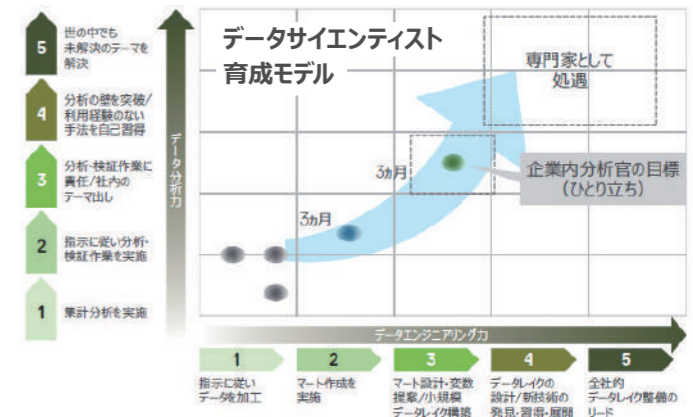 データサイエンティスト
育成モデル
5
世の中でも
未解決のテーマを
解決
4
分析の壁を突破/
利用経験のない
手法を自己習得
3
分析・検証作業に
責任/社内の
テーマ出し
2
指示に従い分析・
検証作業を実施
1
集計分析を実施
データ分析力
専門家として
処遇
3ヵ月
企業内分析官の目標
(ひとり立ち)
3ヵ月
データエンジニアリング力
1
指示に従い
データを加工
2
マート作成を
実施
3
マート設計・変数
提案/小規模
データレイク構築
4
データレイクの
設計/新技術の
発見・習得・展開
5
全社的
データレイク整備の
リード